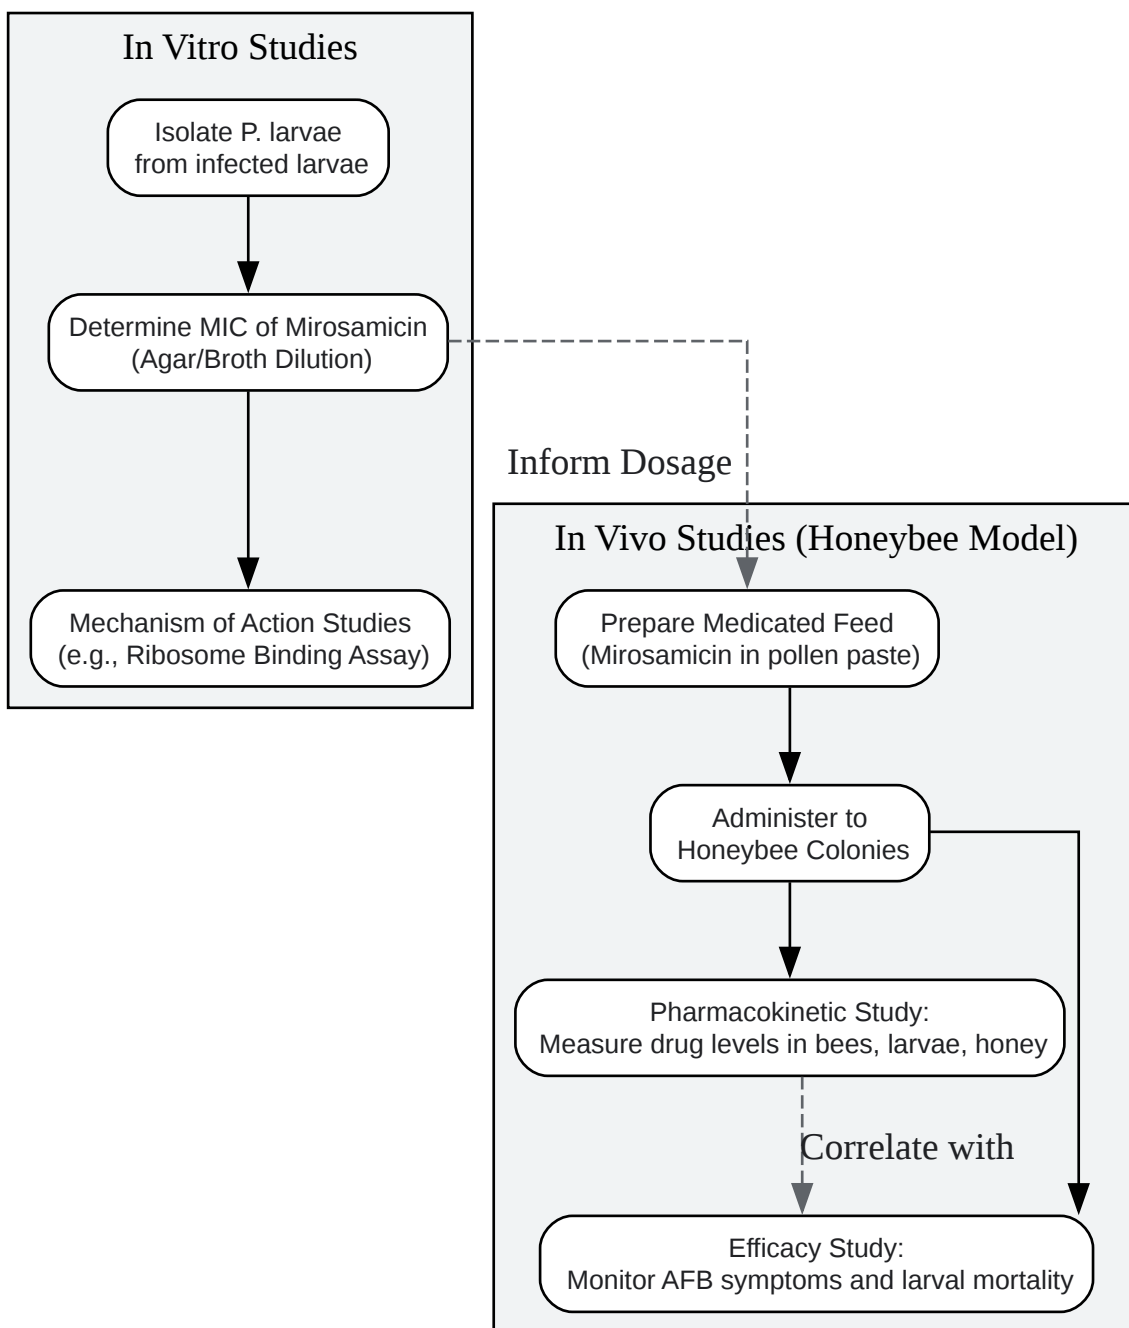 In Vitro Studies
Isolate P. larvae
from infected larvae
Determine MIC of Mirosamicin
(Agar/Broth Dilution)
Mechanism of Action Studies
(e.g., Ribosome Binding Assay)
Inform Dosage
In Vivo Studies (Honeybee Model)
Prepare Medicated Feed
(Mirosamicin in pollen paste)
Administer to
Honeybee Colonies
Pharmacokinetic Study:
Measure drug levels in bees, larvae, honey
Correlate with
Efficacy Study:
Monitor AFB symptoms and larval mortality